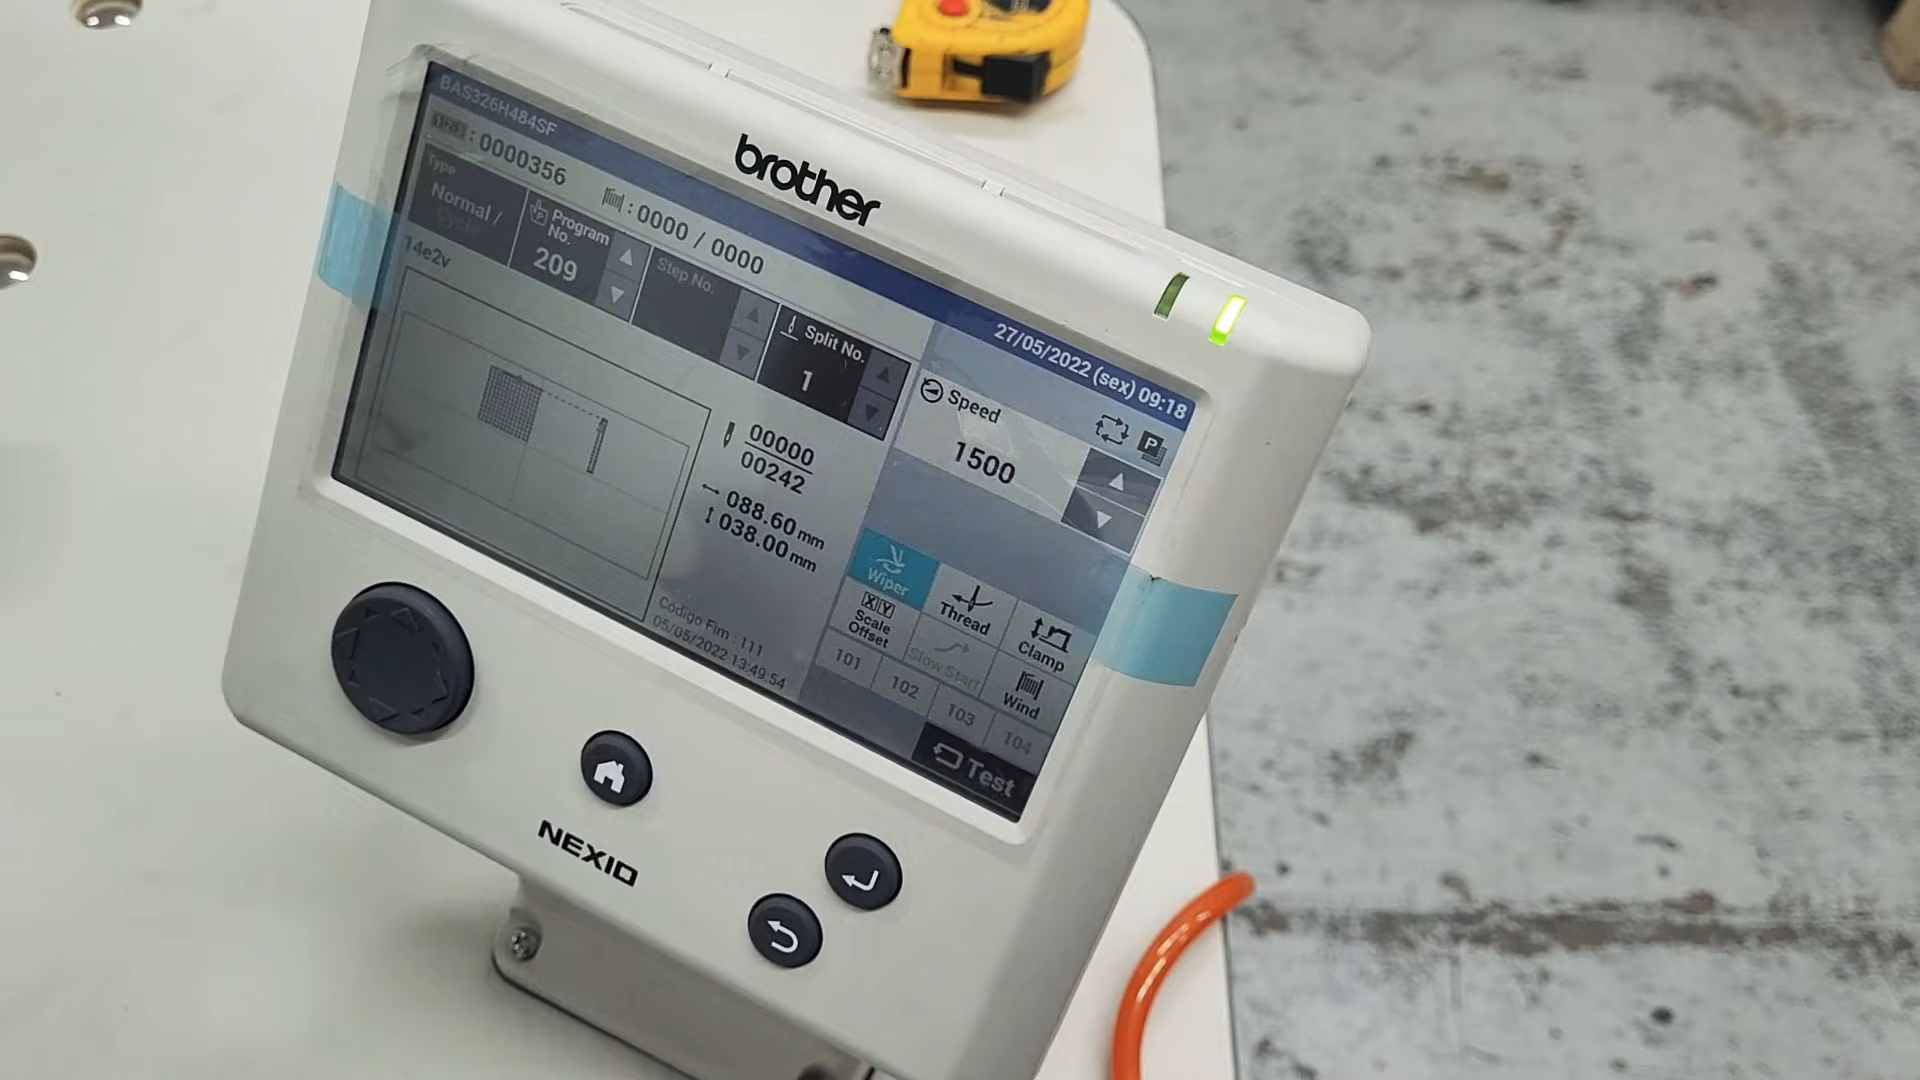 brother
BAS326H484SF
27/05/2022 (sex) 09:18
: 0000356
: 0000 / 0000
Type
Normal /
P
Program No.
209
Step No.
Split No.
1
Speed
1500
P
14e2v
00000
00242
088.60 mm
038.00 mm
Wiper
Thread
Clamp
X Y
Scale Offset
Slow Start
Wind
101
102
103
104
Codigo Fim : 111
05/05/2022 13:49:54
Test
NEXIO